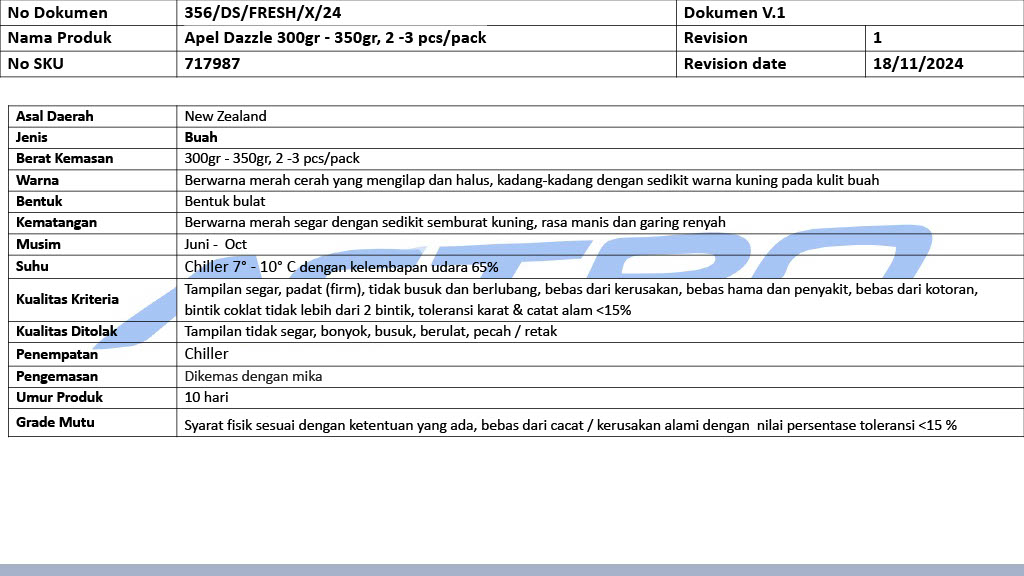 No Dokumen 356/DS/FRESH/X/24 Dokumen V.1
Nama Produk Apel Dazzle 300gr - 350gr, 2 -3 pcs/pack Revision 1
No SKU 717987 Revision date 18/11/2024
Asal Daerah New Zealand
Jenis Buah
Berat Kemasan 300gr - 350gr, 2 -3 pcs/pack
Warna Berwarna merah cerah yang mengilap dan halus, kadang-kadang dengan sedikit warna kuning pada kulit buah
Bentuk Bentuk bulat
Kematangan Berwarna merah segar dengan sedikit semburat kuning, rasa manis dan garing renyah
Musim Juni - Oct
Suhu Chiller 7° - 10° C dengan kelembapan udara 65%
Kualitas Kriteria Tampilan segar, padat (firm), tidak busuk dan berlubang, bebas dari kerusakan, bebas hama dan penyakit, bebas dari kotoran,
bintik coklat tidak lebih dari 2 bintik, toleransi karat & catat alam <15%
Kualitas Ditolak Tampilan tidak segar, bonyok, busuk, berulat, pecah / retak
Penempatan Chiller
Pengemasan Dikemas dengan mika
Umur Produk 10 hari
Grade Mutu Syarat fisik sesuai dengan ketentuan yang ada, bebas dari cacat / kerusakan alami dengan nilai persentase toleransi <15 %
ASTRO